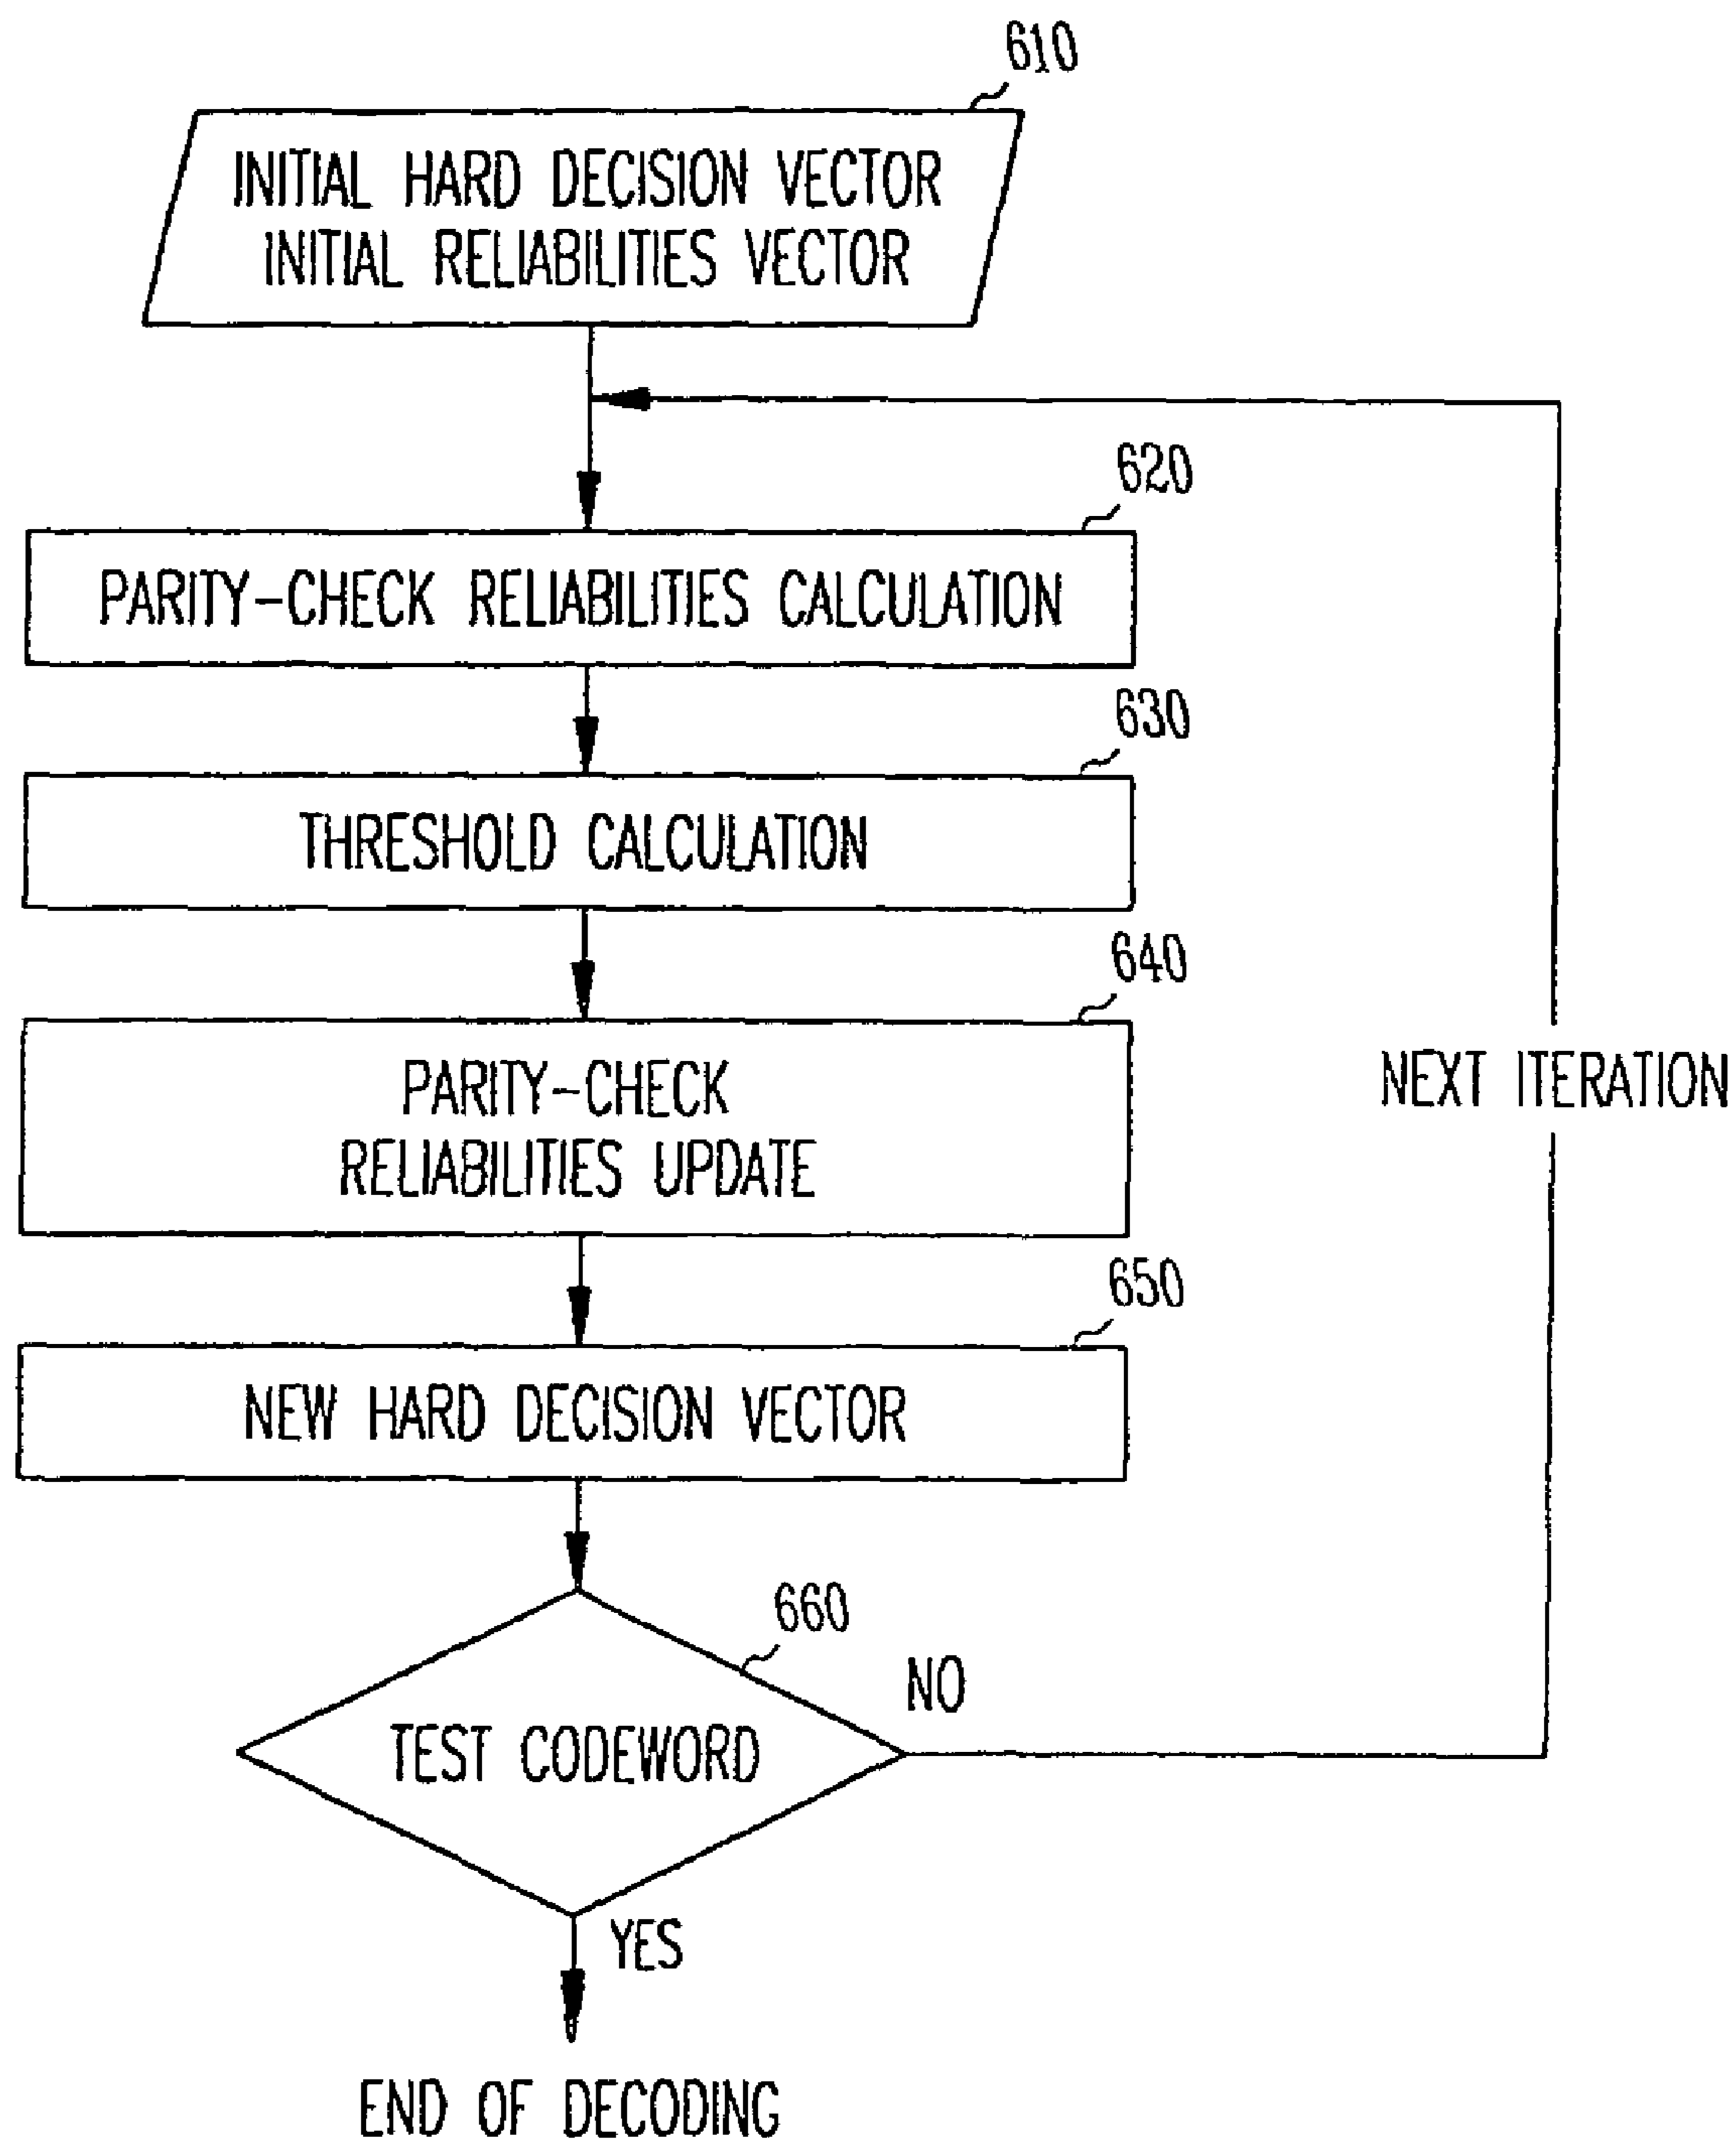 610
INITIAL HARD DECISION VECTOR
INITIAL RELIABILITIES VECTOR
620
PARITY-CHECK RELIABILITIES CALCULATION
630
THRESHOLD CALCULATION
640
PARITY-CHECK
RELIABILITIES UPDATE
NEXT ITERATION
650
NEW HARD DECISION VECTOR
660
NO
TEST CODEWORD
YES
END OF DECODING